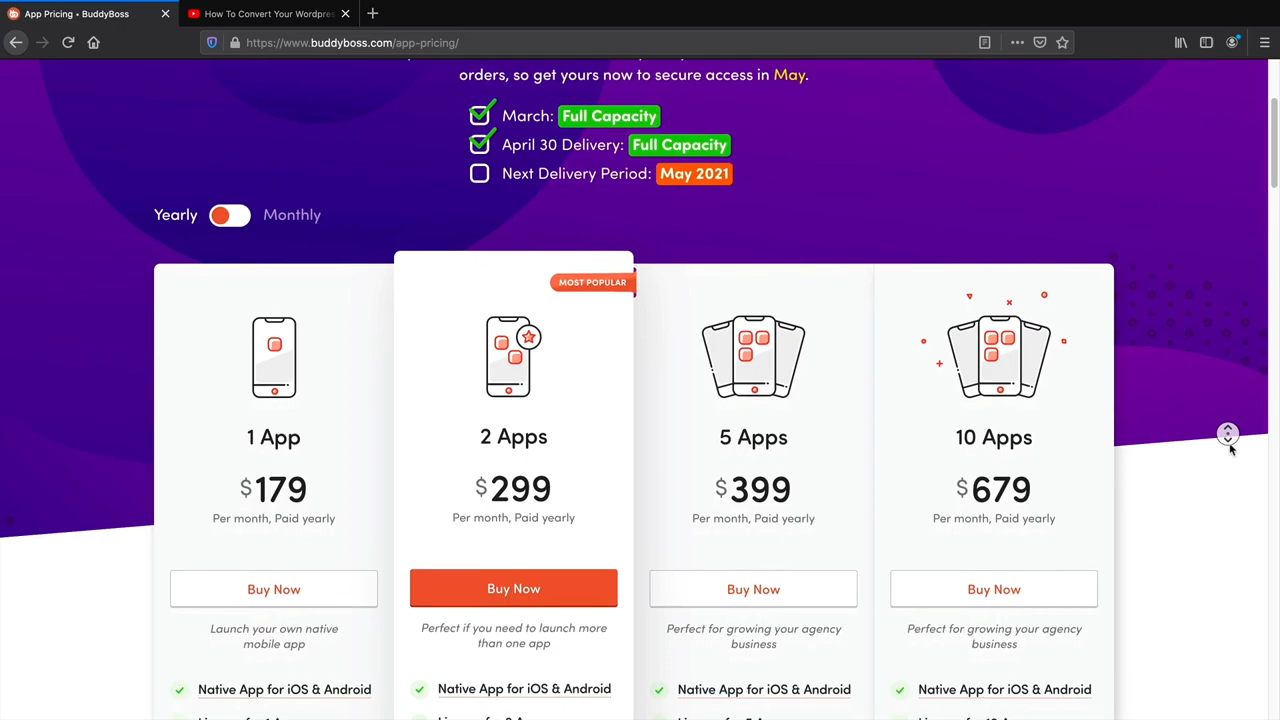 App Pricing • BuddyBoss
How To Convert Your Wordpres
https://www.buddyboss.com/app-pricing/
orders, so get yours now to secure access in May.
March: Full Capacity
April 30 Delivery: Full Capacity
Next Delivery Period: May 2021
Yearly Monthly
MOST POPULAR
1 App
$179
Per month, Paid yearly
Buy Now
Launch your own native
mobile app
Native App for iOS & Android
2 Apps
$299
Per month, Paid yearly
Buy Now
Perfect if you need to launch more
than one app
Native App for iOS & Android
5 Apps
$399
Per month, Paid yearly
Buy Now
Perfect for growing your agency
business
Native App for iOS & Android
10 Apps
$679
Per month, Paid yearly
Buy Now
Perfect for growing your agency
business
Native App for iOS & Android